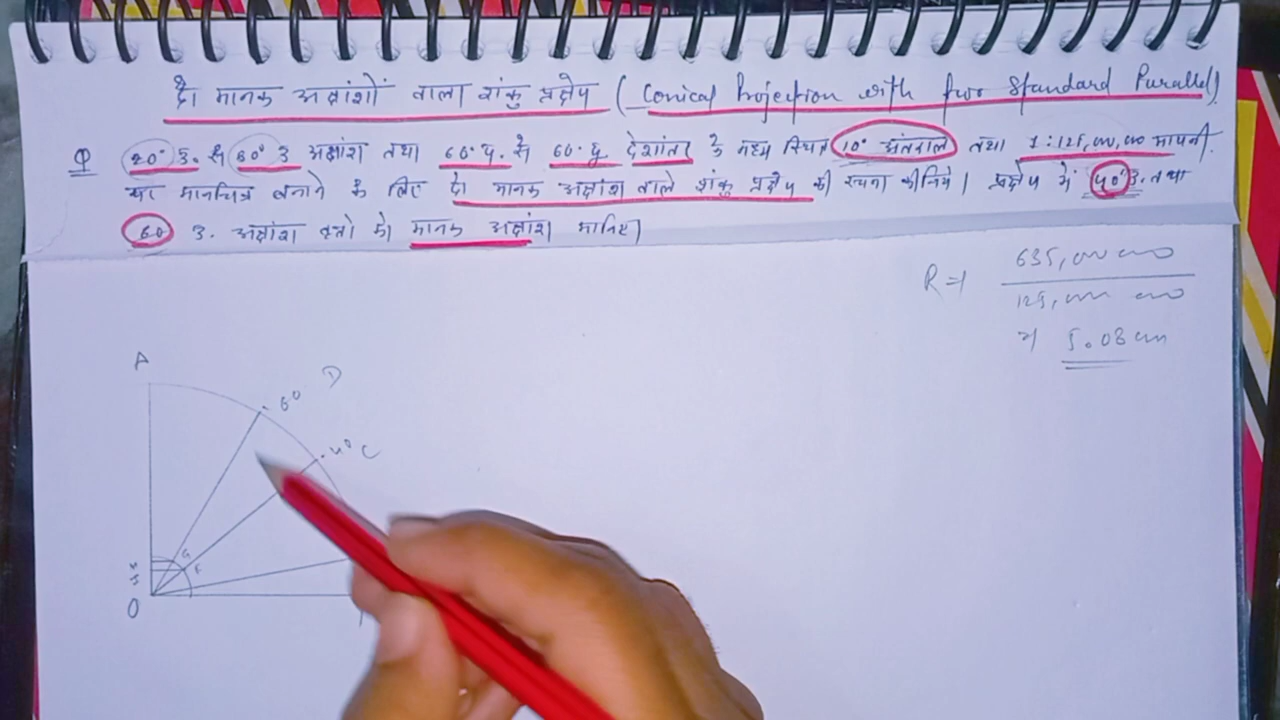 दो मानक अक्षांशों वाला शंकु प्रक्षेप ( Conical Projection with two Standard Parallel)
Q 20° उ. से 80° उ अक्षांश तथा 60° प. से 60° पू देशांतर के मध्य स्थित 10° अंतराल तथा 1:125,000,000 मापनी
पर मानचित्र बनाने के लिए दो मानक अक्षांश वाले शंकु प्रक्षेप की रचना कीजिये। प्रक्षेप में 40° उ. तथा
60 उ. अक्षांश वृत्तो को मानक अक्षांश मानिए।
R ⇒ 635,000,000
125,000,000
⇒ 5.08 cm
A
D
60
40 C
G
F
O